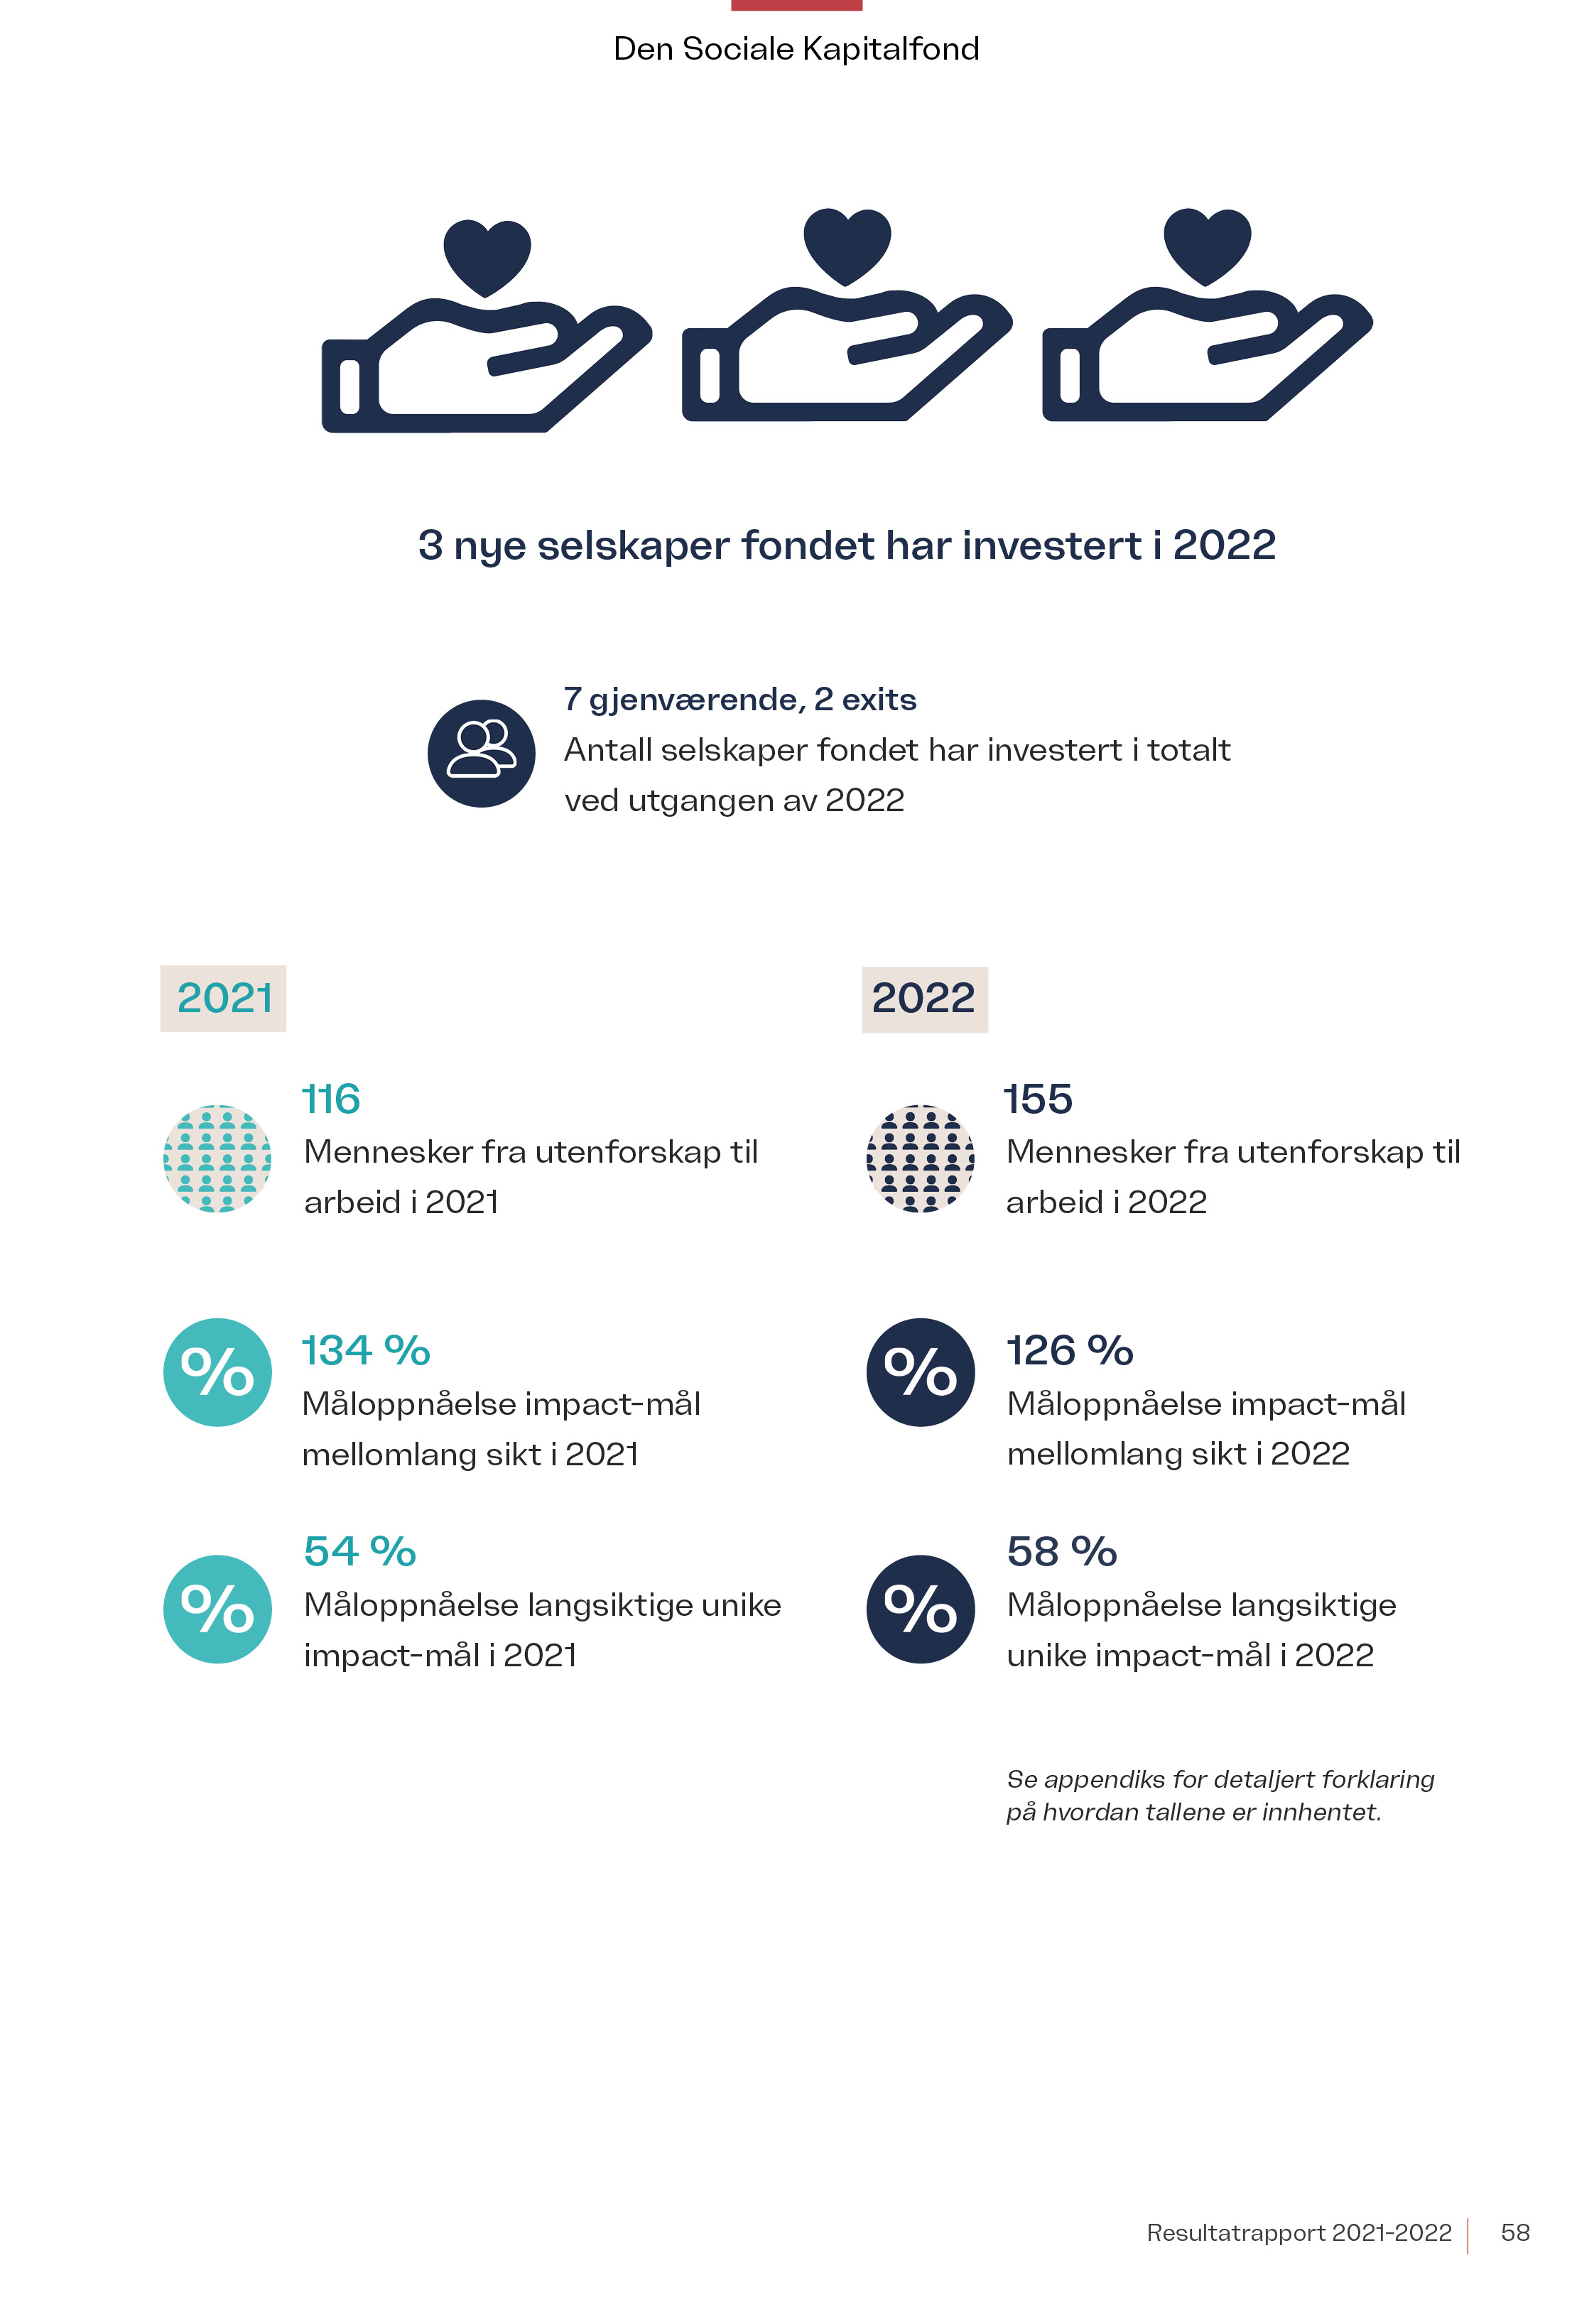 Den Sociale Kapitalfond
3 nye selskaper fondet har investert i 2022
7 gjenværende, 2 exits
Antall selskaper fondet har investert i totalt
ved utgangen av 2022
2021
116
Mennesker fra utenforskap til
arbeid i 2021
%
134 %
Måloppnåelse impact-mål
mellomlang sikt i 2021
%
54 %
Måloppnåelse langsiktige unike
impact-mål i 2021
2022
155
Mennesker fra utenforskap til
arbeid i 2022
%
126 %
Måloppnåelse impact-mål
mellomlang sikt i 2022
%
58 %
Måloppnåelse langsiktige
unike impact-mål i 2022
Se appendiks for detaljert forklaring
på hvordan tallene er innhentet.
Resultatrapport 2021-2022 58